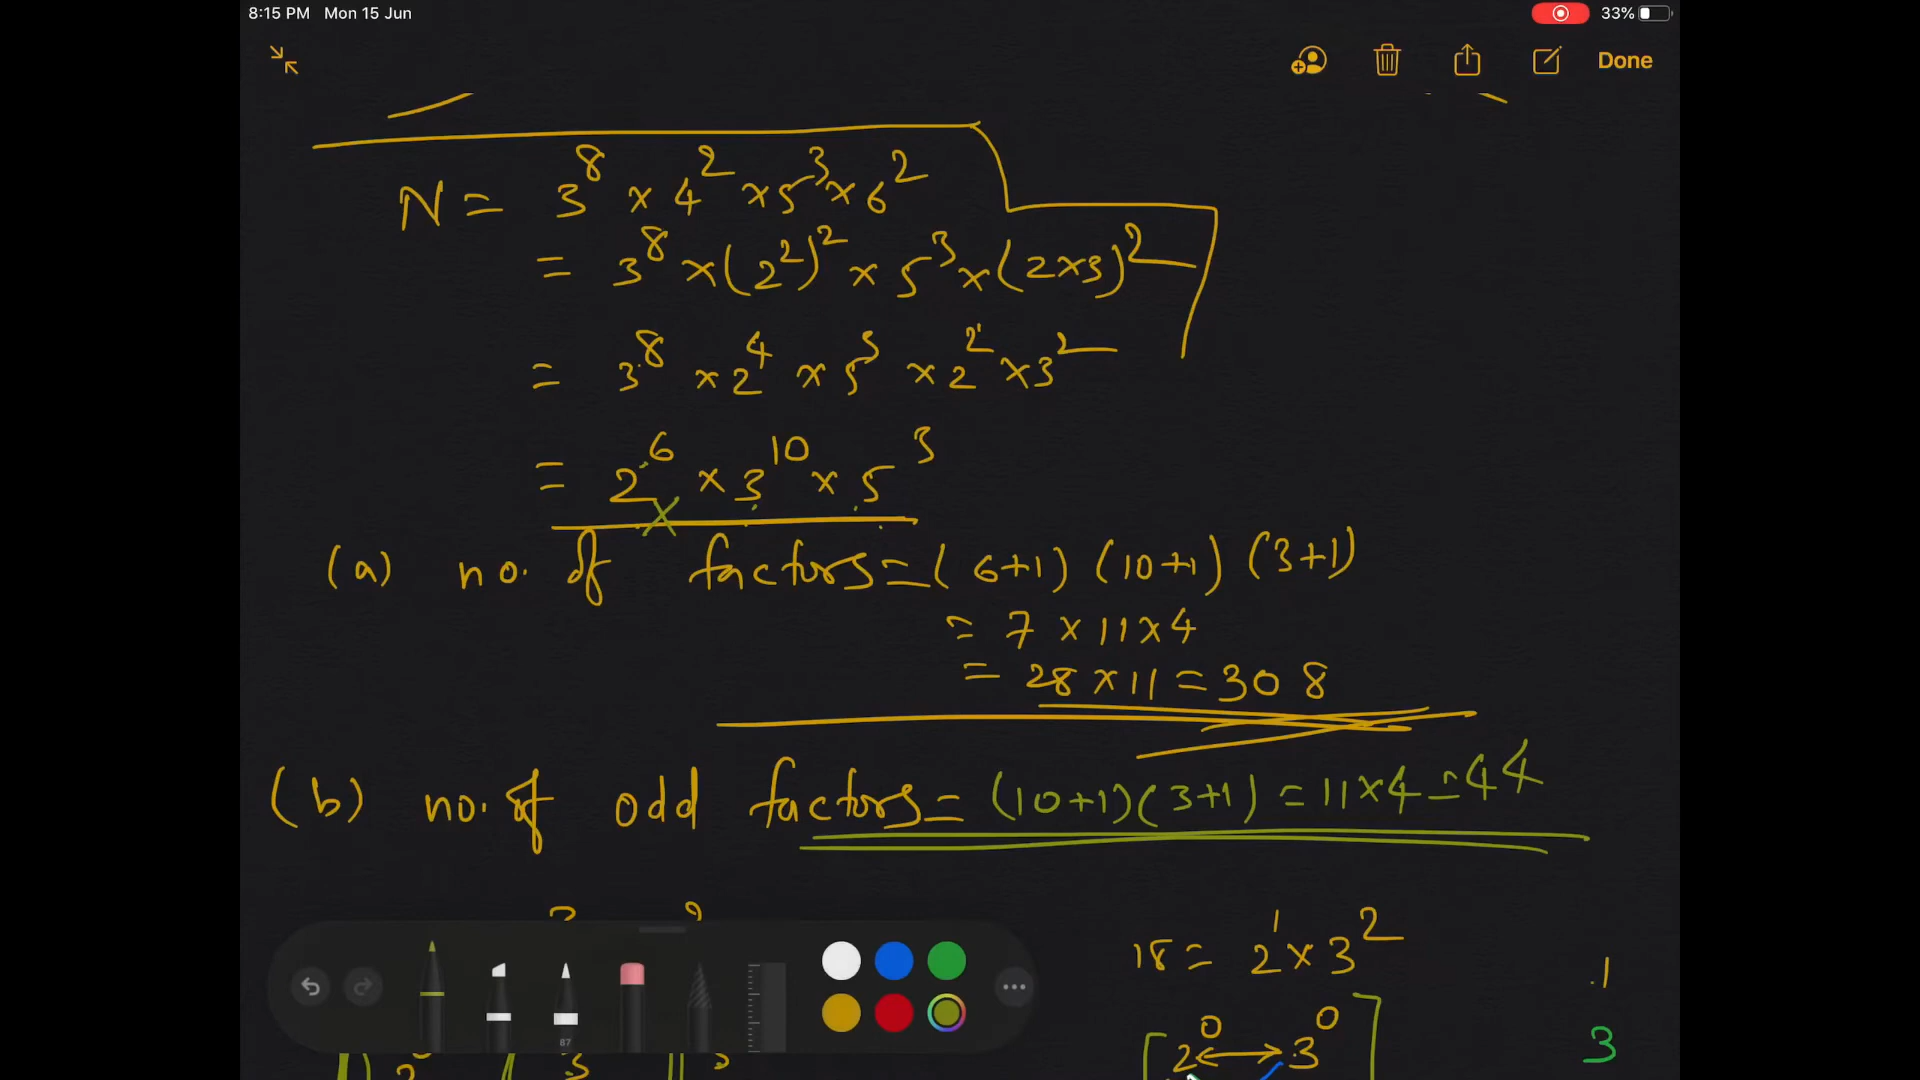 8:15 PM Mon 15 Jun 33%
Done
N = 3^8 × 4^2 × 5^3 × 6^2
= 3^8 × (2^2)^2 × 5^3 × (2×3)^2
= 3^8 × 2^4 × 5^3 × 2^2 × 3^2
= 2^6 × 3^10 × 5^3
(a) no. of factors = (6+1) (10+1) (3+1)
= 7 × 11 × 4
= 28 × 11 = 308
(b) no. of odd factors = (10+1)(3+1) = 11×4 = 44
18 = 2^1 × 3^2
.1
2^0 3^0
3
87